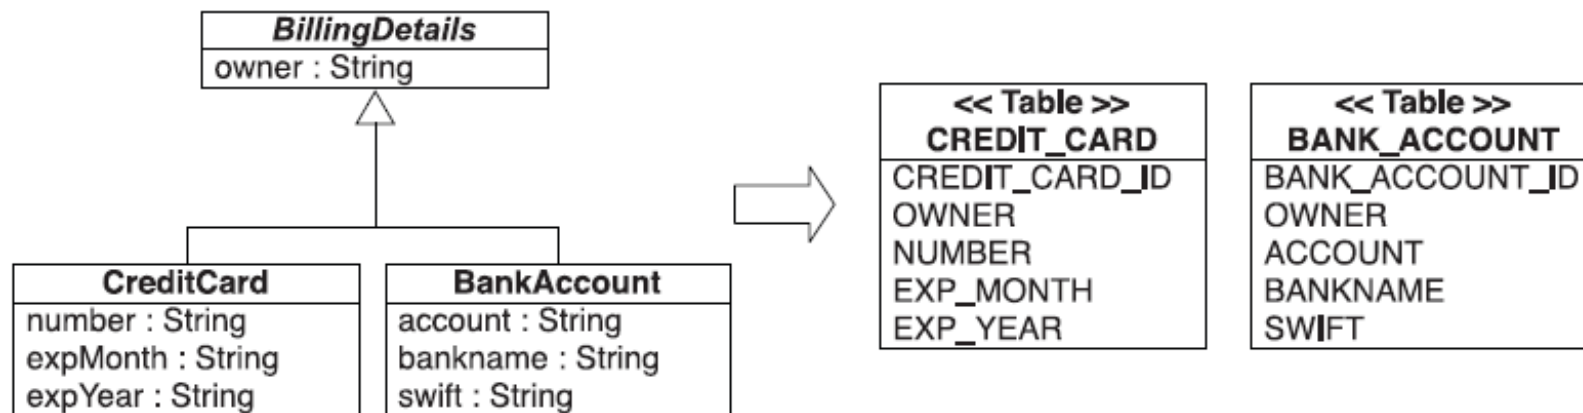 BillingDetails
owner : String
CreditCard
number : String
expMonth : String
expYear : String
BankAccount
account : String
bankname : String
swift : String
<< Table >>
CREDIT_CARD
CREDIT_CARD_ID
OWNER
NUMBER
EXP_MONTH
EXP_YEAR
<< Table >>
BANK_ACCOUNT
BANK_ACCOUNT_ID
OWNER
ACCOUNT
BANKNAME
SWIFT